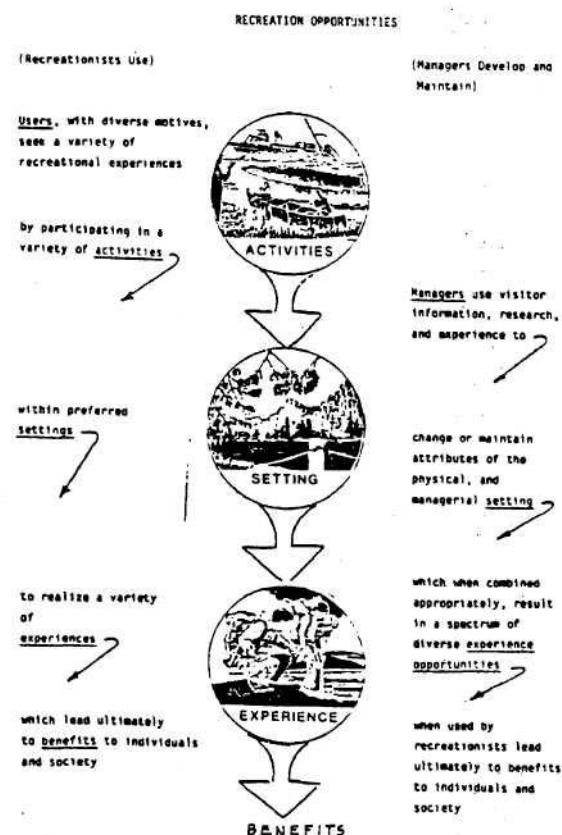 RECREATION OPPORTUNITIES
(Recreationists Use)
Users, with diverse motives,
seek a variety of
recreational experiences
by participating in a
variety of activities
within preferred
settings
to realize a variety
of
experiences
which lead ultimately
to benefits to individuals
and society
ACTIVITIES
SETTING
EXPERIENCE
BENEFITS
(Managers Develop and
Maintain)
Managers use visitor
information, research,
and experience to
change or maintain
attributes of the
physical, and
managerial setting
which when combined
appropriately, result
in a spectrum of
diverse experience
opportunities
when used by
recreationists lead
ultimately to benefits
to individuals and
society